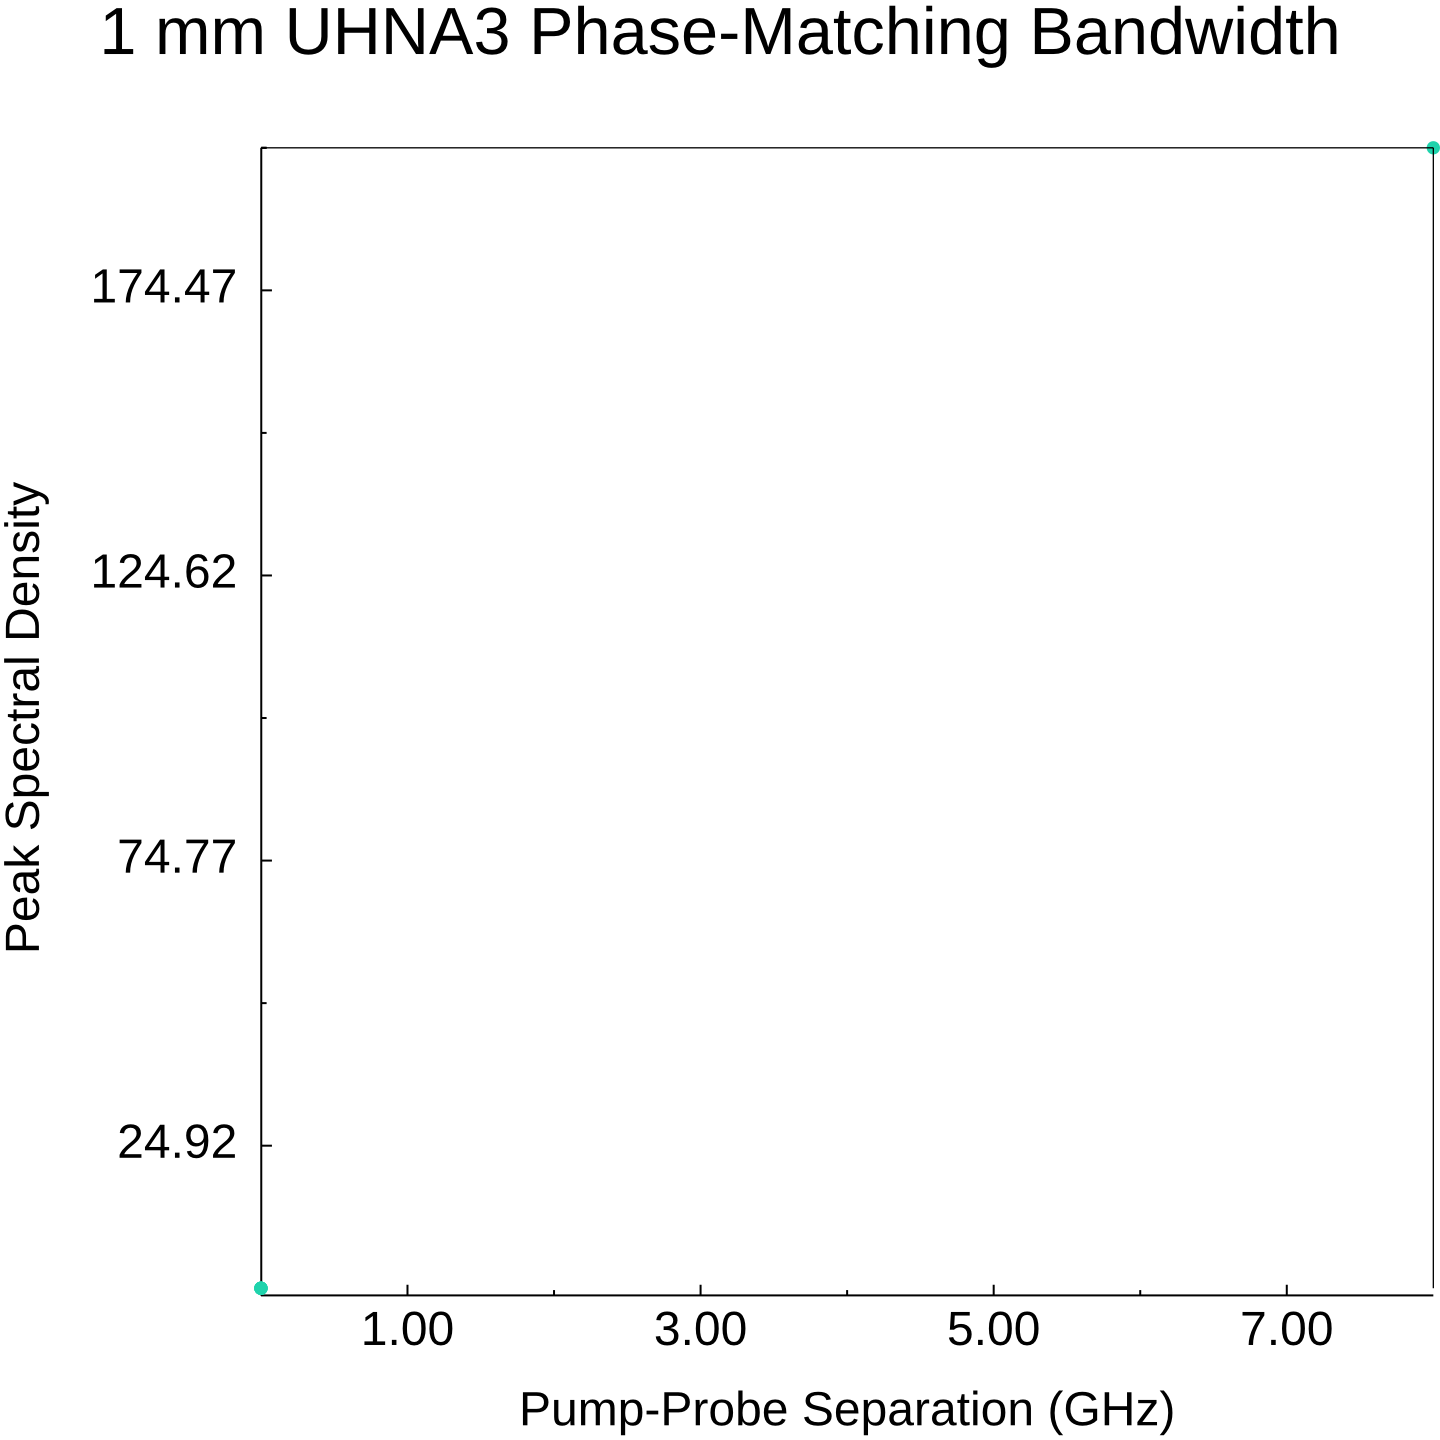 1 mm UHNA3 Phase-Matching Bandwidth
174.47
124.62
74.77
24.92
Peak Spectral Density
1.00 3.00 5.00 7.00
Pump-Probe Separation (GHz)